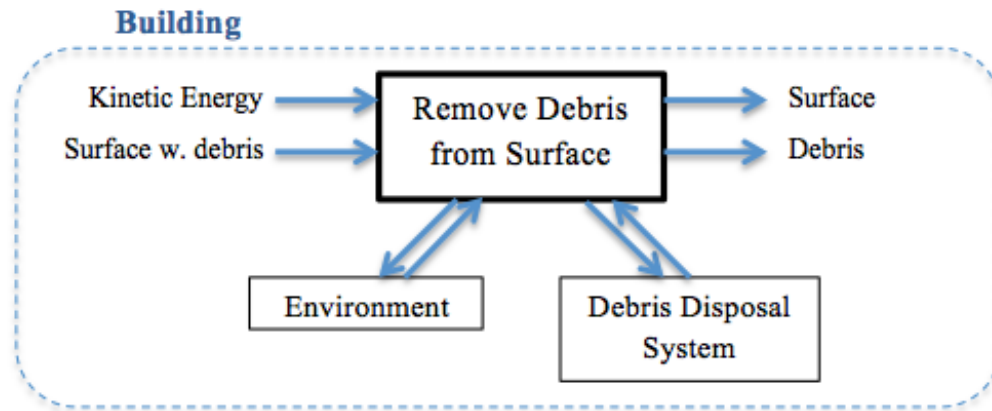 Building
Kinetic Energy
Surface w. debris
Remove Debris
from Surface
Surface
Debris
Environment
Debris Disposal
System